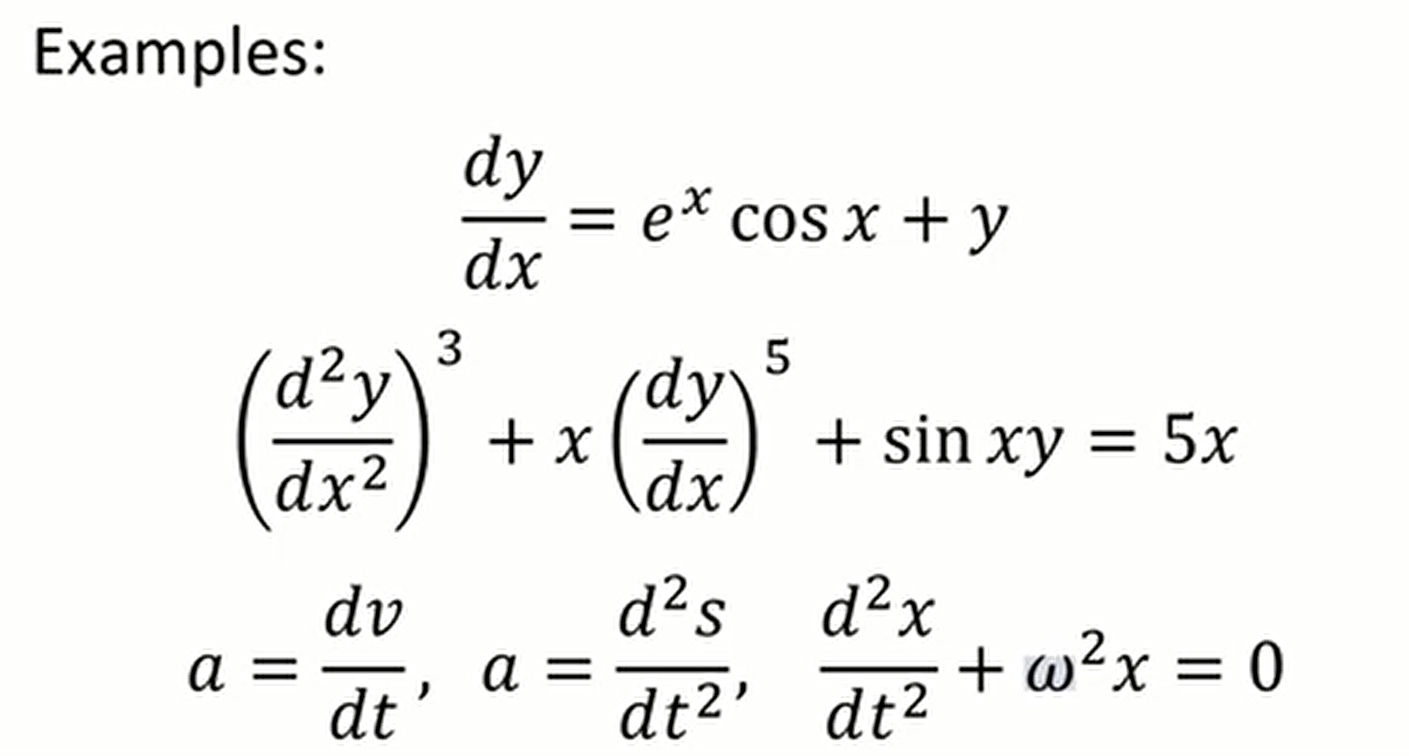 Examples:
dy/dx = eˣ cos x + y
(d²y/dx²)³ + x(dy/dx)⁵ + sin xy = 5x
a = dv/dt, a = d²s/dt², d²x/dt² + ω²x = 0